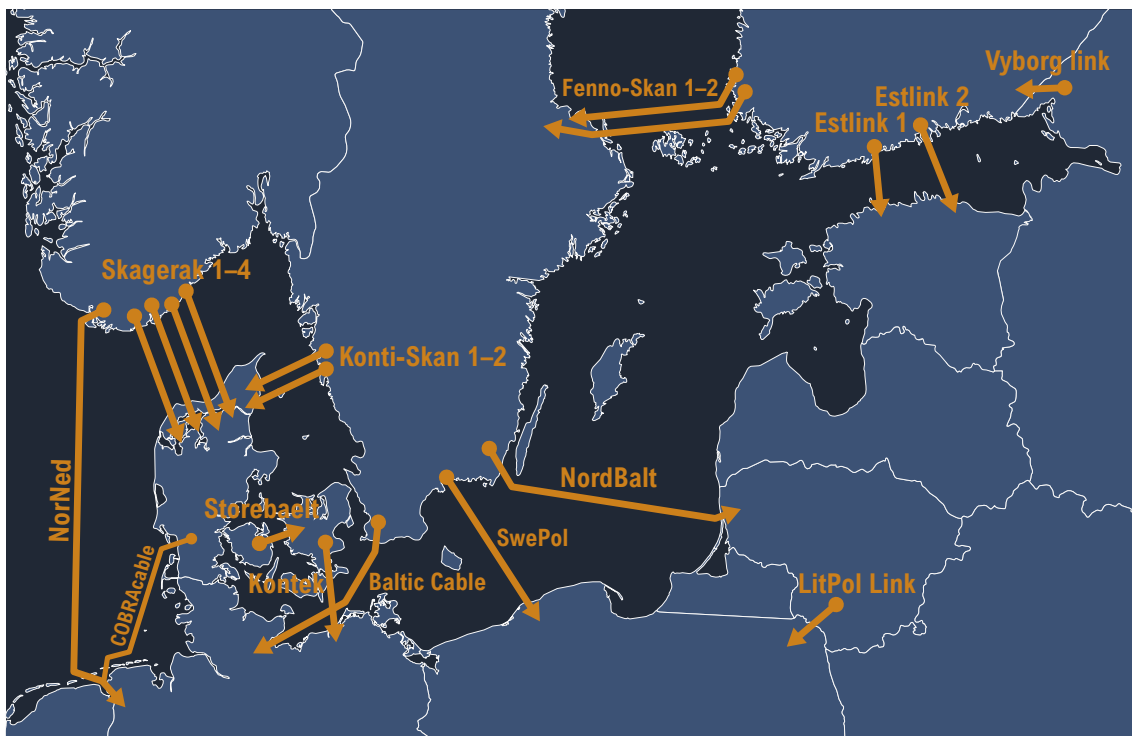 Vyborg link
Fenno-Skan 1–2
Estlink 2
Estlink 1
Skagerak 1–4
Konti-Skan 1–2
NorNed
NordBalt
Storebaelt
SwePol
COBRAcable
Kontek
Baltic Cable
LitPol Link